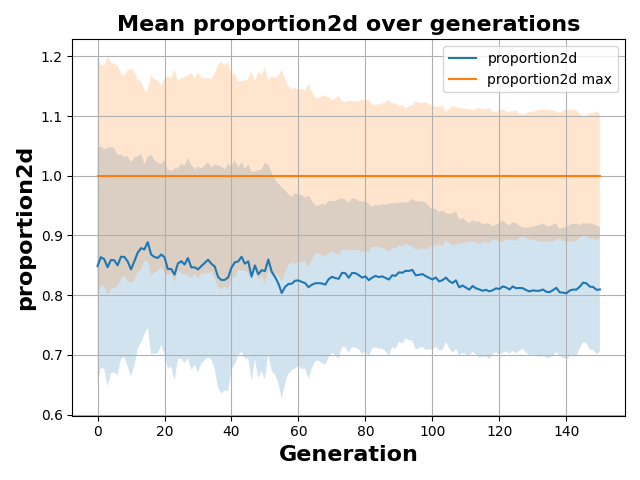 Mean proportion2d over generations
proportion2d
proportion2d max
1.2
1.1
1.0
0.9
0.8
0.7
0.6
proportion2d
0 20 40 60 80 100 120 140
Generation